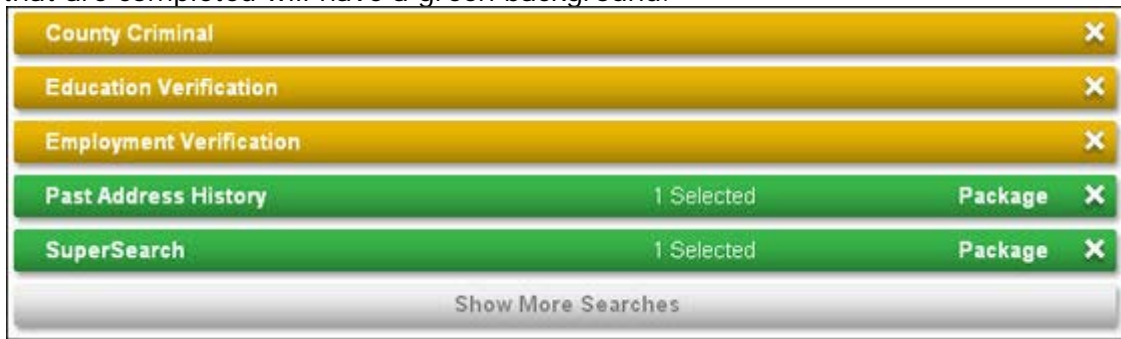 that are completed will have a green background.
County Criminal X
Education Verification X
Employment Verification X
Past Address History 1 Selected Package X
SuperSearch 1 Selected Package X
Show More Searches